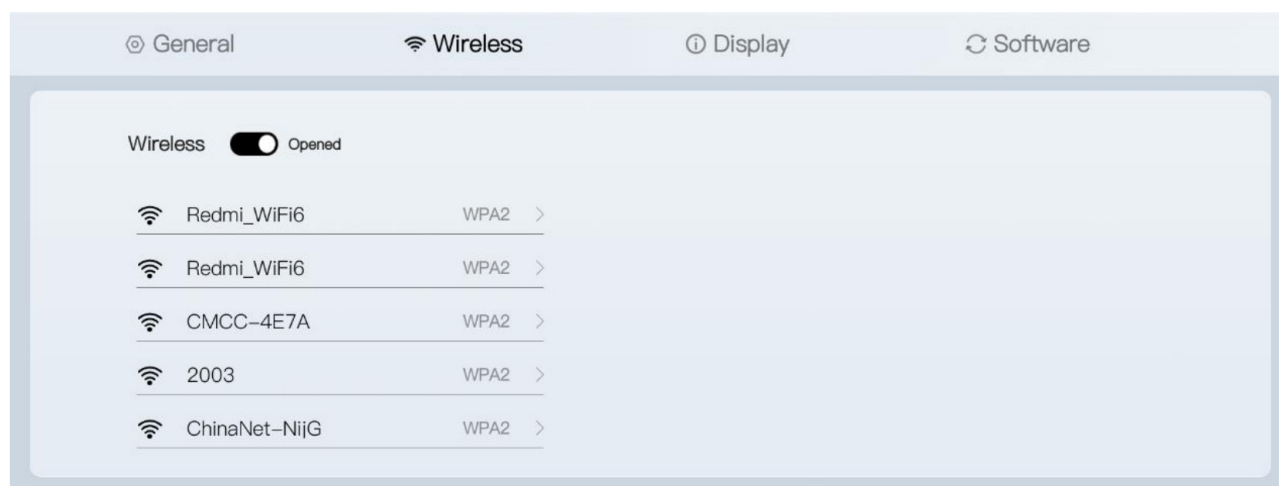 General Wireless Display Software
Wireless Opened
Redmi_WiFi6 WPA2
Redmi_WiFi6 WPA2
CMCC-4E7A WPA2
2003 WPA2
ChinaNet-NijG WPA2